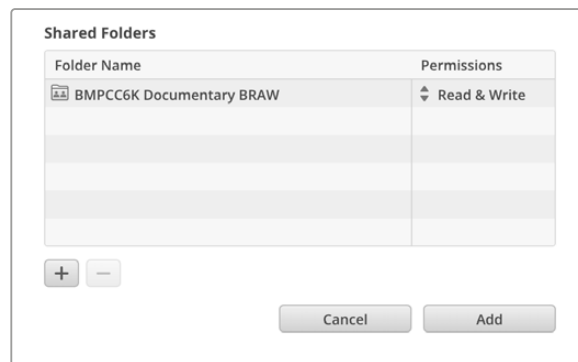 Shared Folders
Folder Name Permissions
BMPCC6K Documentary BRAW Read & Write
+ −
Cancel Add